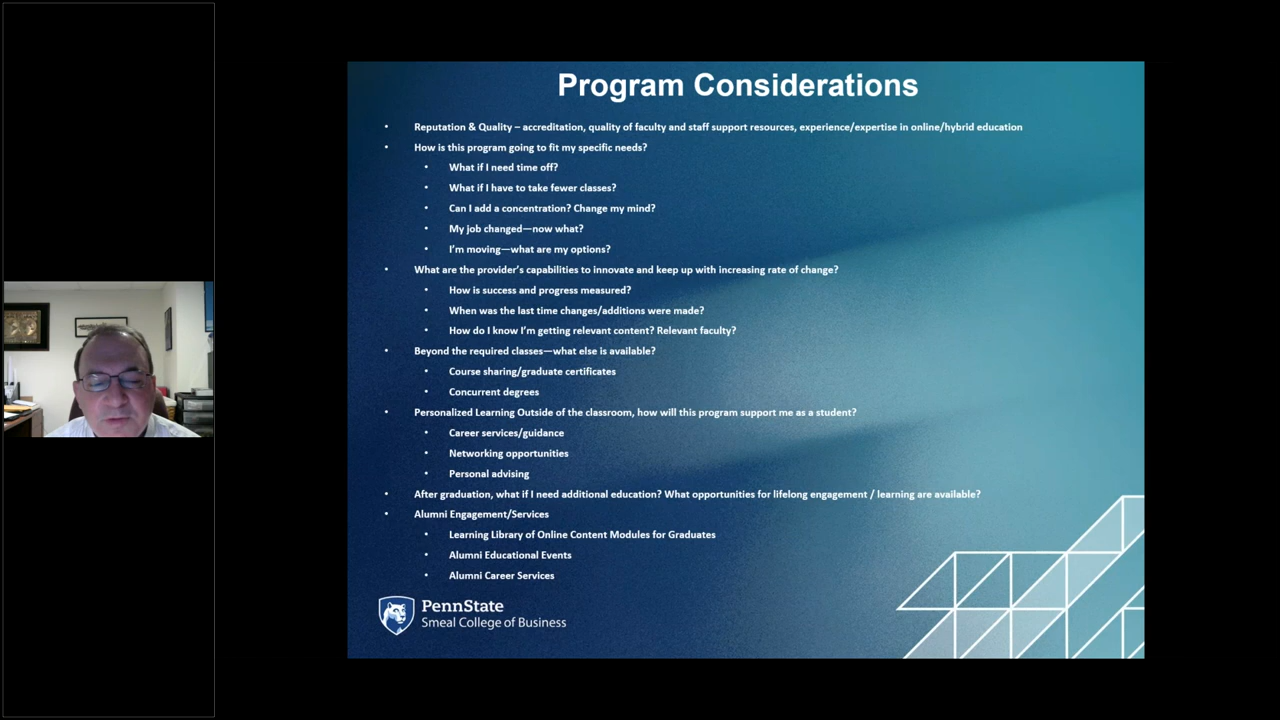 Program Considerations
• Reputation & Quality – accreditation, quality of faculty and staff support resources, experience/expertise in online/hybrid education
• How is this program going to fit my specific needs?
• What if I need time off?
• What if I have to take fewer classes?
• Can I add a concentration? Change my mind?
• My job changed—now what?
• I'm moving—what are my options?
• What are the provider's capabilities to innovate and keep up with increasing rate of change?
• How is success and progress measured?
• When was the last time changes/additions were made?
• How do I know I'm getting relevant content? Relevant faculty?
• Beyond the required classes—what else is available?
• Course sharing/graduate certificates
• Concurrent degrees
• Personalized Learning Outside of the classroom, how will this program support me as a student?
• Career services/guidance
• Networking opportunities
• Personal advising
• After graduation, what if I need additional education? What opportunities for lifelong engagement / learning are available?
• Alumni Engagement/Services
• Learning Library of Online Content Modules for Graduates
• Alumni Educational Events
• Alumni Career Services
PennState
Smeal College of Business